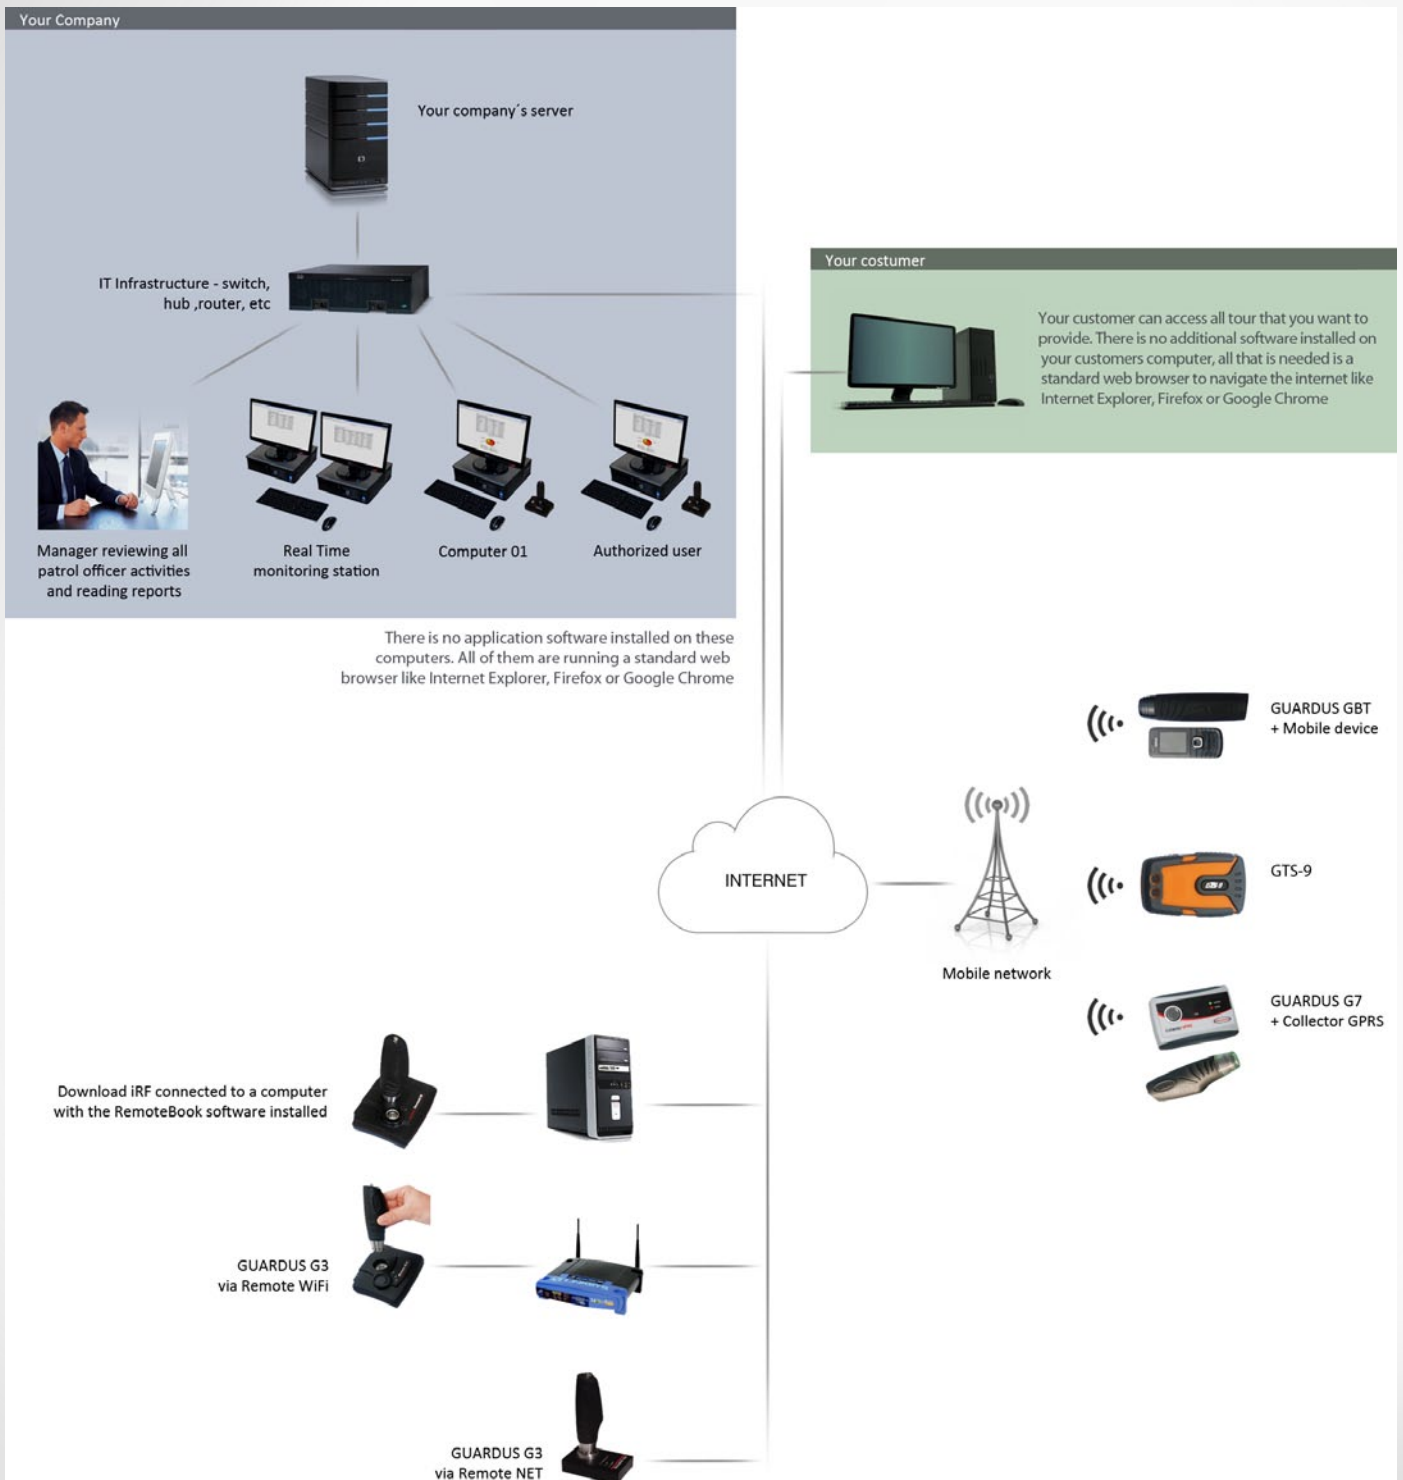 Your Company
Your company´s server
IT Infrastructure - switch,
hub ,router, etc
Manager reviewing all
patrol officer activities
and reading reports
Real Time
monitoring station
Computer 01
Authorized user
There is no application software installed on these
computers. All of them are running a standard web
browser like Internet Explorer, Firefox or Google Chrome
Your costumer
Your customer can access all tour that you want to
provide. There is no additional software installed on
your customers computer, all that is needed is a
standard web browser to navigate the internet like
Internet Explorer, Firefox or Google Chrome
GUARDUS GBT
+ Mobile device
INTERNET
Mobile network
GTS-9
GUARDUS G7
+ Collector GPRS
Download iRF connected to a computer
with the RemoteBook software installed
GUARDUS G3
via Remote WiFi
GUARDUS G3
via Remote NET